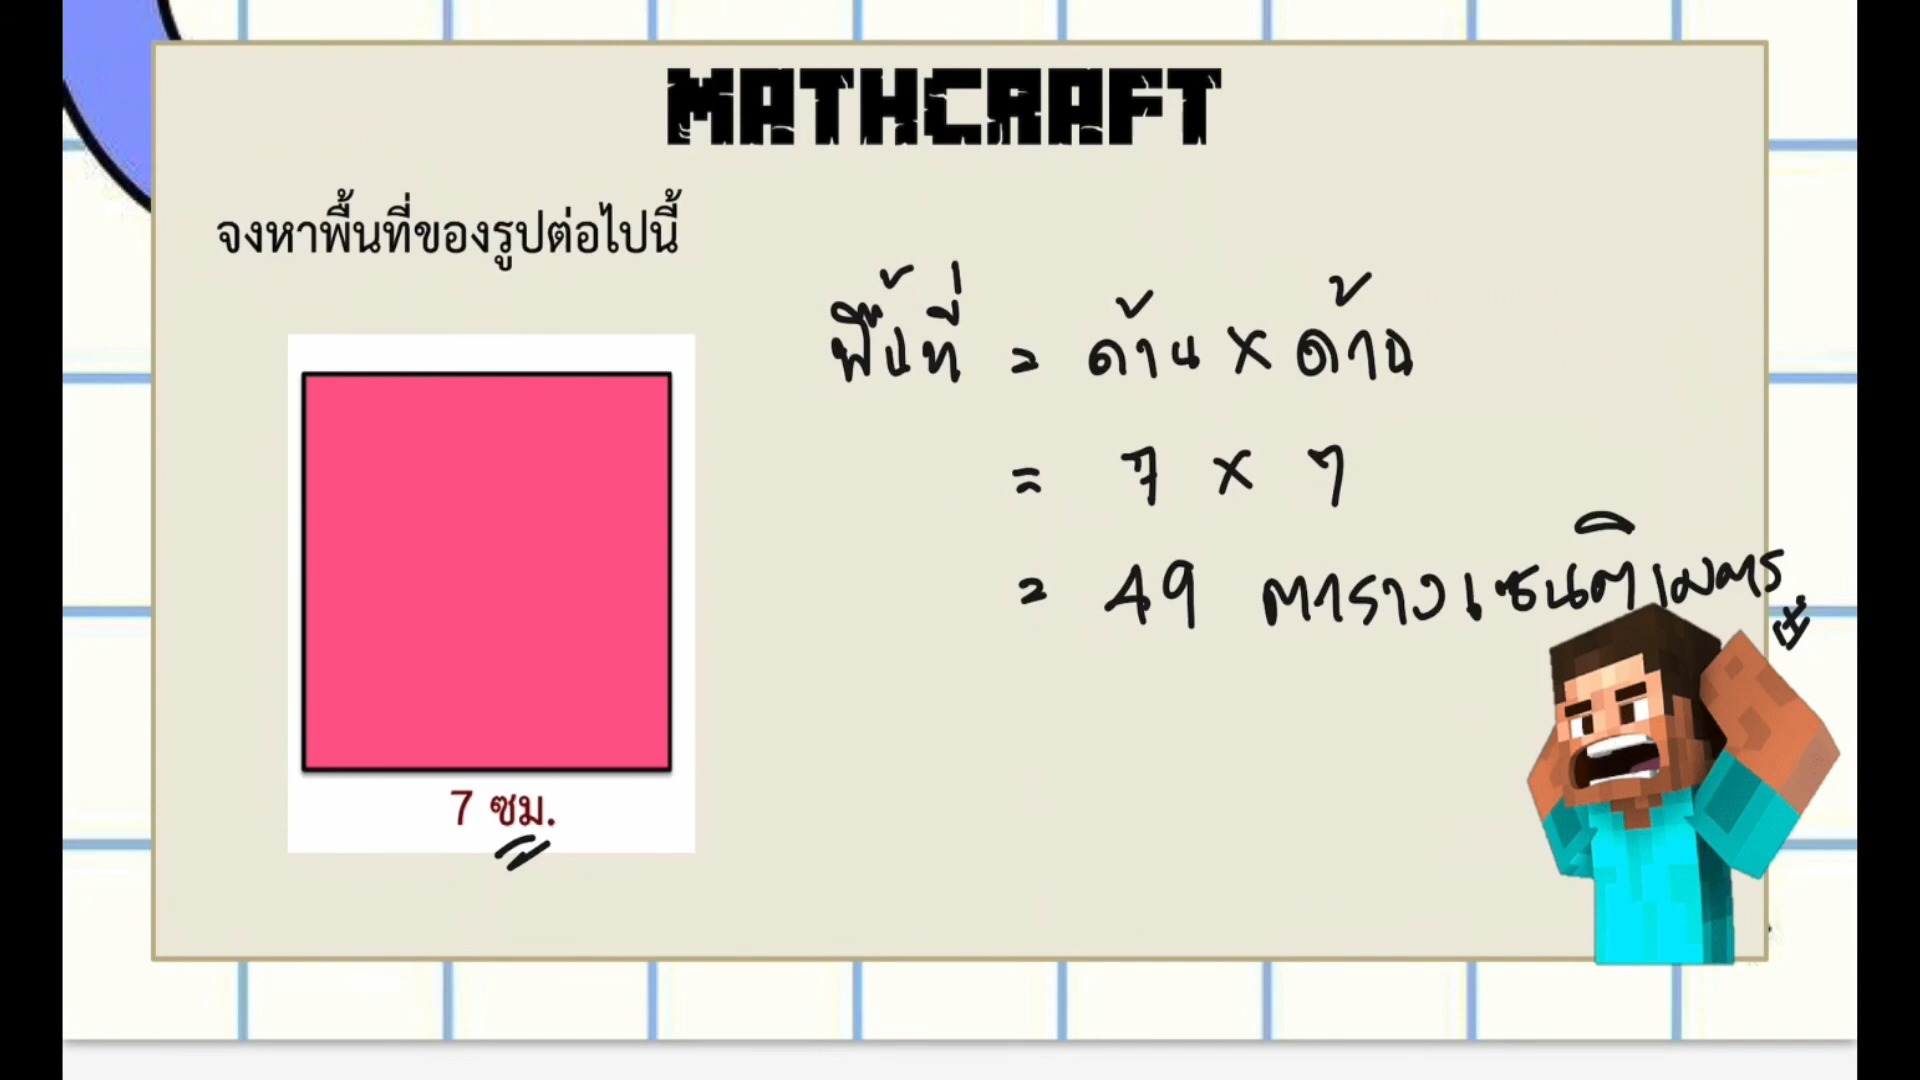 MATHCRAFT
จงหาพื้นที่ของรูปต่อไปนี้
พื้นที่ = ด้าน × ด้าน
= 7 × 7
= 49 ตารางเซนติเมตร
7 ซม.